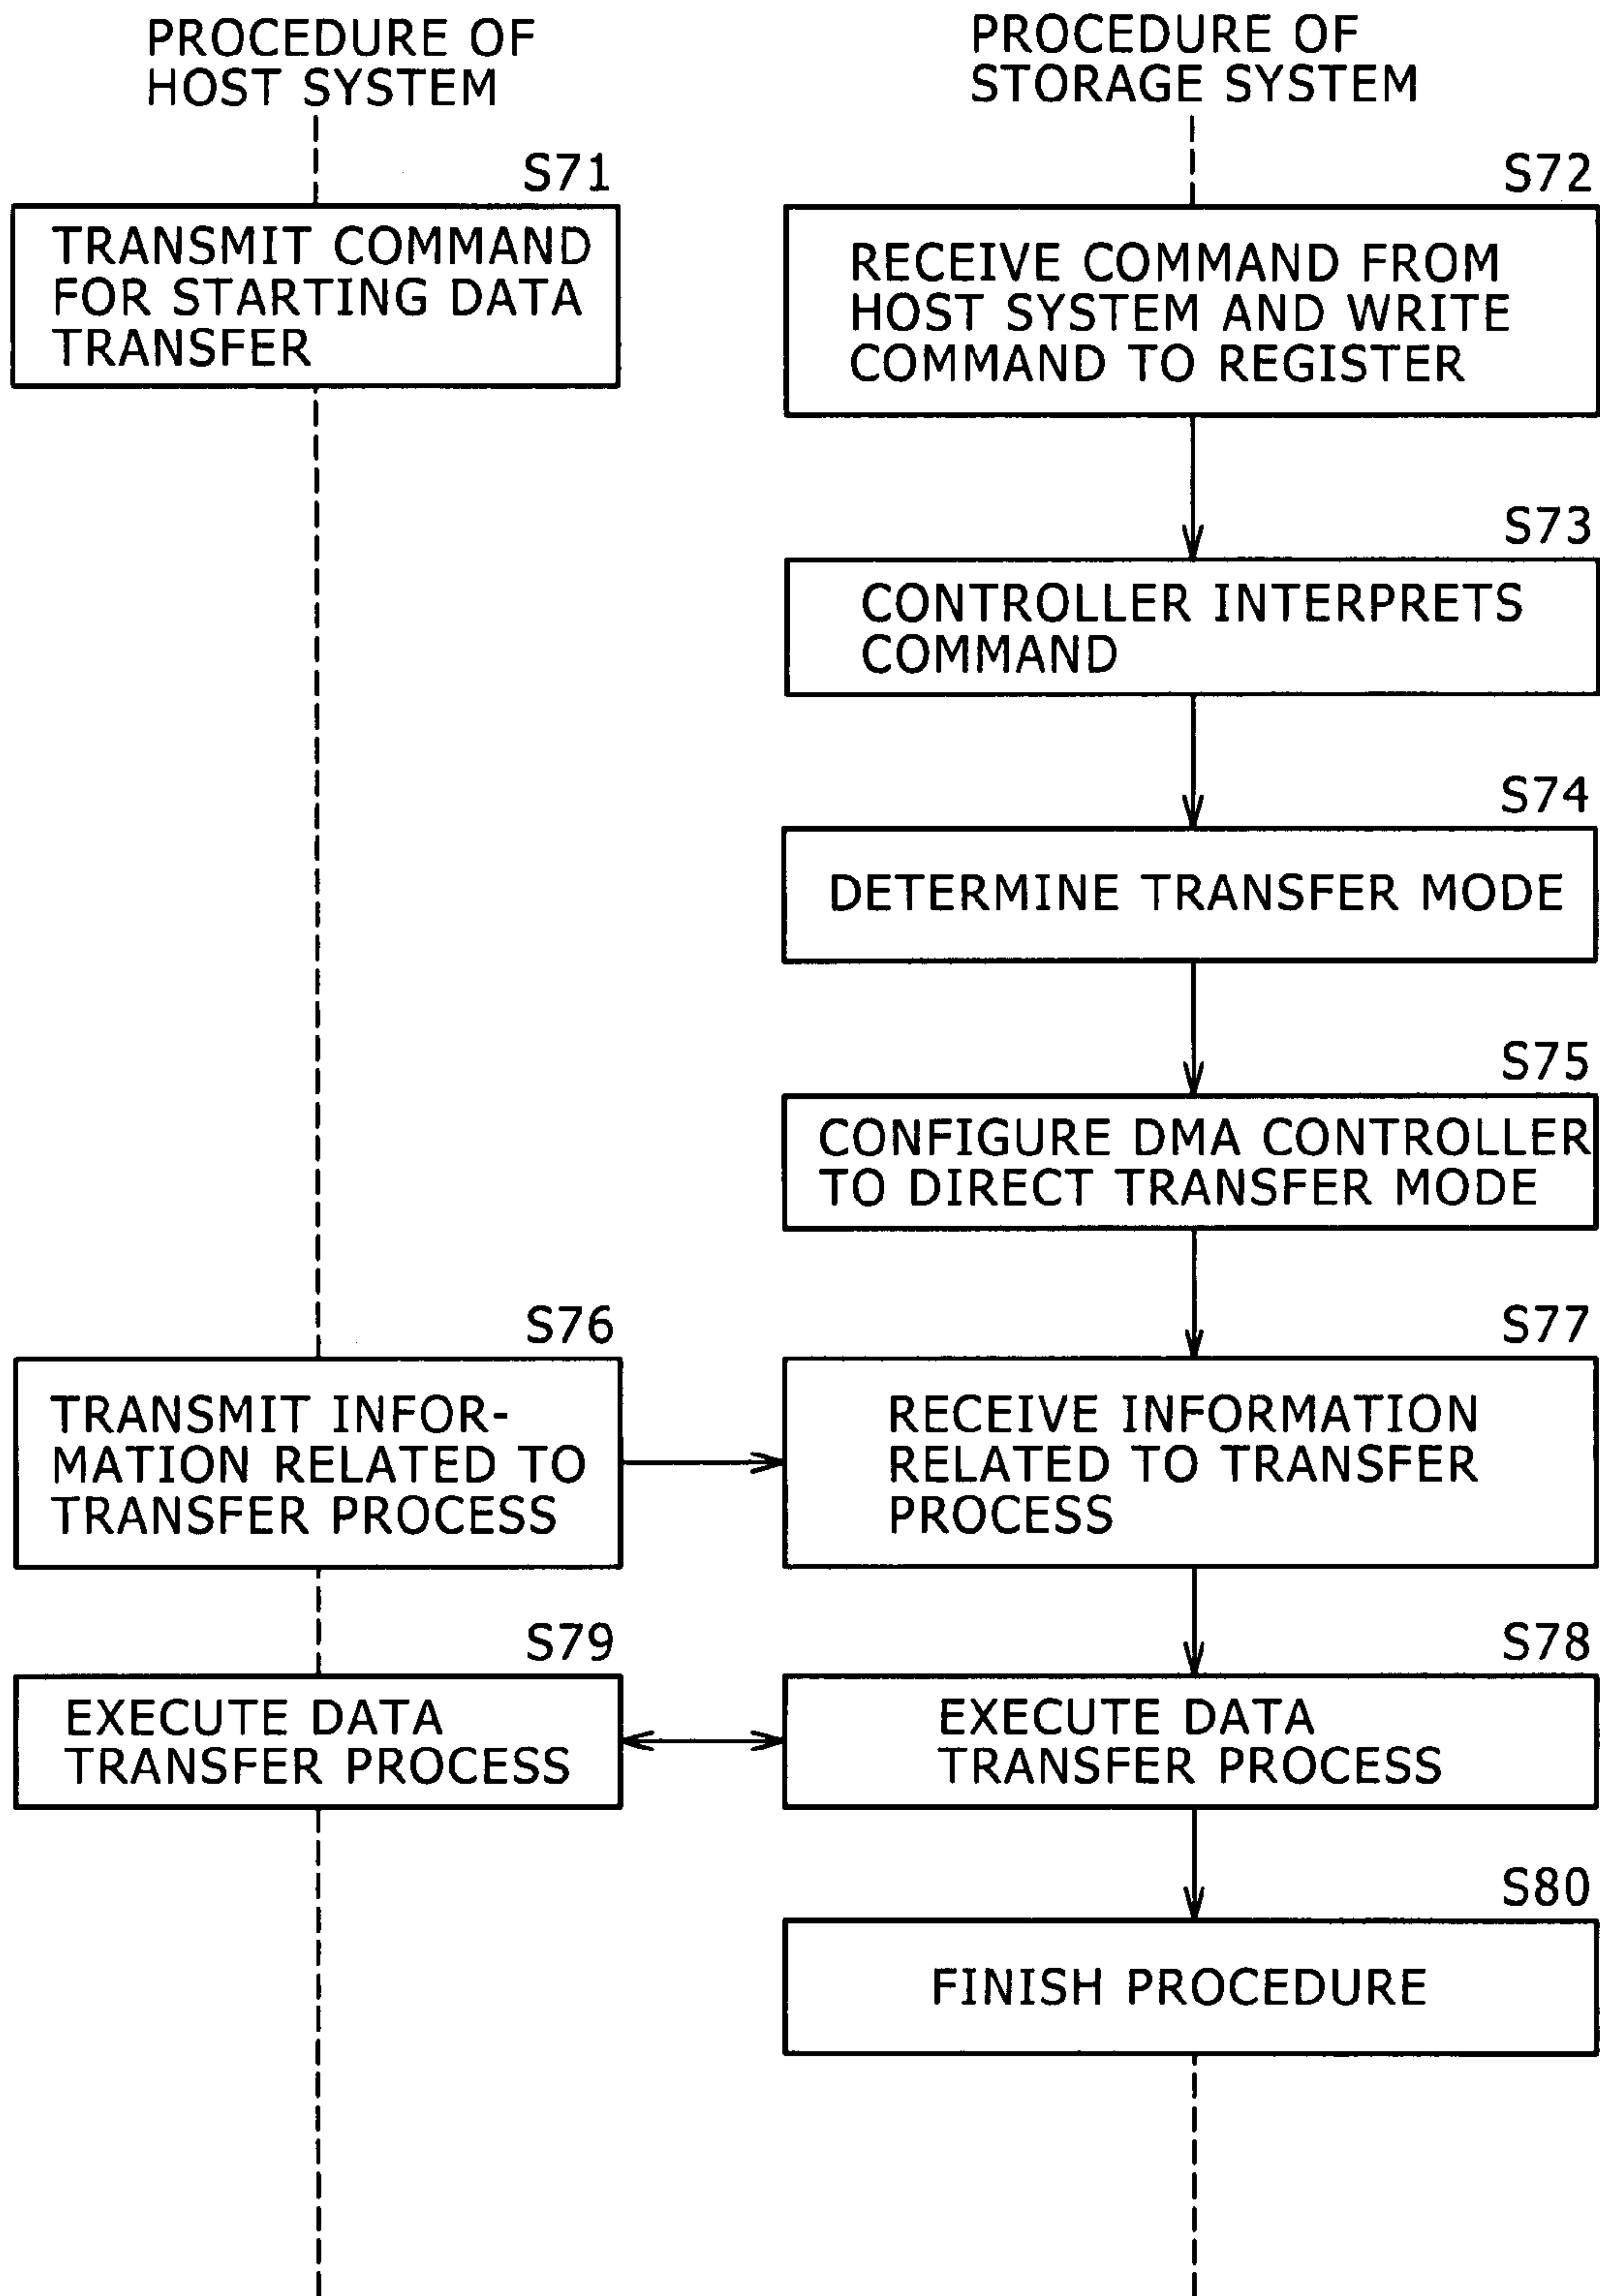 PROCEDURE OF
HOST SYSTEM
PROCEDURE OF
STORAGE SYSTEM
S71
TRANSMIT COMMAND
FOR STARTING DATA
TRANSFER
S72
RECEIVE COMMAND FROM
HOST SYSTEM AND WRITE
COMMAND TO REGISTER
S73
CONTROLLER INTERPRETS
COMMAND
S74
DETERMINE TRANSFER MODE
S75
CONFIGURE DMA CONTROLLER
TO DIRECT TRANSFER MODE
S76
TRANSMIT INFOR-
MATION RELATED TO
TRANSFER PROCESS
S77
RECEIVE INFORMATION
RELATED TO TRANSFER
PROCESS
S79
EXECUTE DATA
TRANSFER PROCESS
S78
EXECUTE DATA
TRANSFER PROCESS
S80
FINISH PROCEDURE